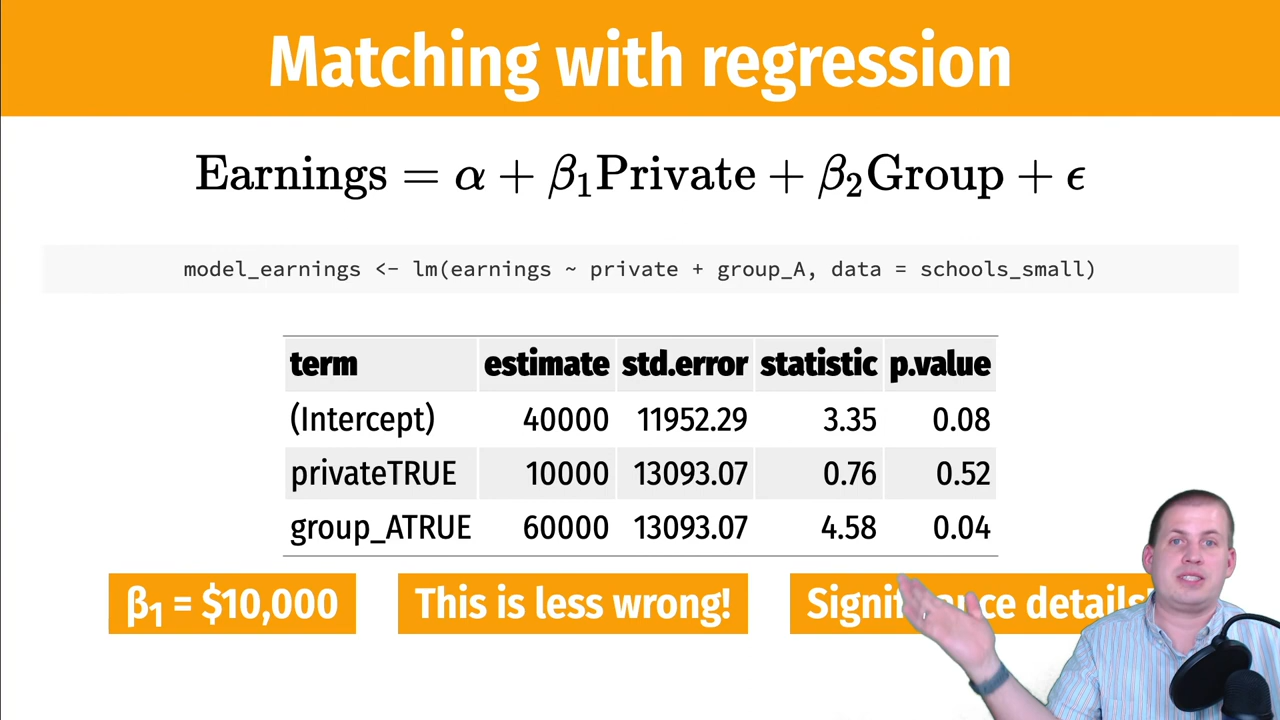 Matching with regression
Earnings = α + β₁Private + β₂Group + ϵ
model_earnings <- lm(earnings ~ private + group_A, data = schools_small)
term estimate std.error statistic p.value
(Intercept) 40000 11952.29 3.35 0.08
privateTRUE 10000 13093.07 0.76 0.52
group_ATRUE 60000 13093.07 4.58 0.04
β₁ = $10,000 This is less wrong! Significance details